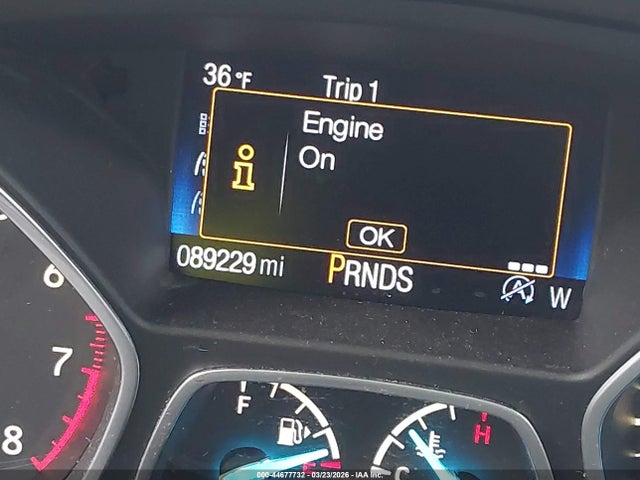 36°F Trip 1
Engine
On
OK
089229 mi PRNDS W
6
7
8
F
H
C
000-44677732 - 03/23/2026 - IAA Inc.